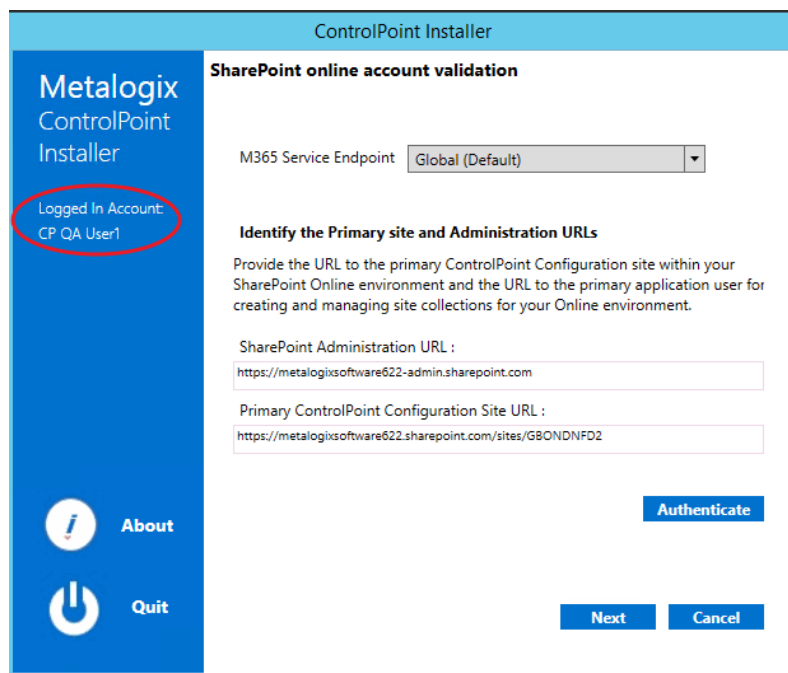 ControlPoint Installer
Metalogix
ControlPoint
Installer
Logged In Account:
CP QA User1
About
Quit
SharePoint online account validation
M365 Service Endpoint Global (Default)
Identify the Primary site and Administration URLs
Provide the URL to the primary ControlPoint Configuration site within your
SharePoint Online environment and the URL to the primary application user for
creating and managing site collections for your Online environment.
SharePoint Administration URL :
https://metalogixsoftware622-admin.sharepoint.com
Primary ControlPoint Configuration Site URL :
https://metalogixsoftware622.sharepoint.com/sites/GBONDNFD2
Authenticate
Next Cancel